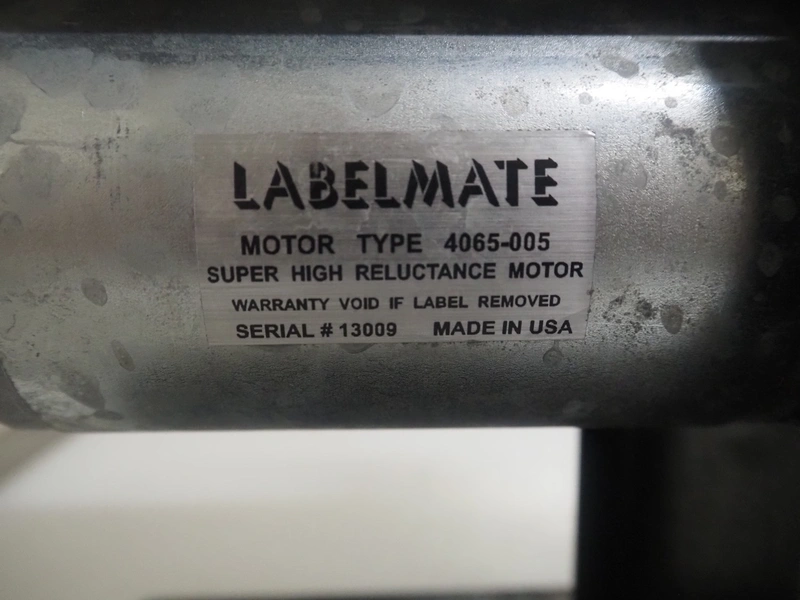 LABELMATE
MOTOR TYPE 4065-005
SUPER HIGH RELUCTANCE MOTOR
WARRANTY VOID IF LABEL REMOVED
SERIAL # 13009 MADE IN USA